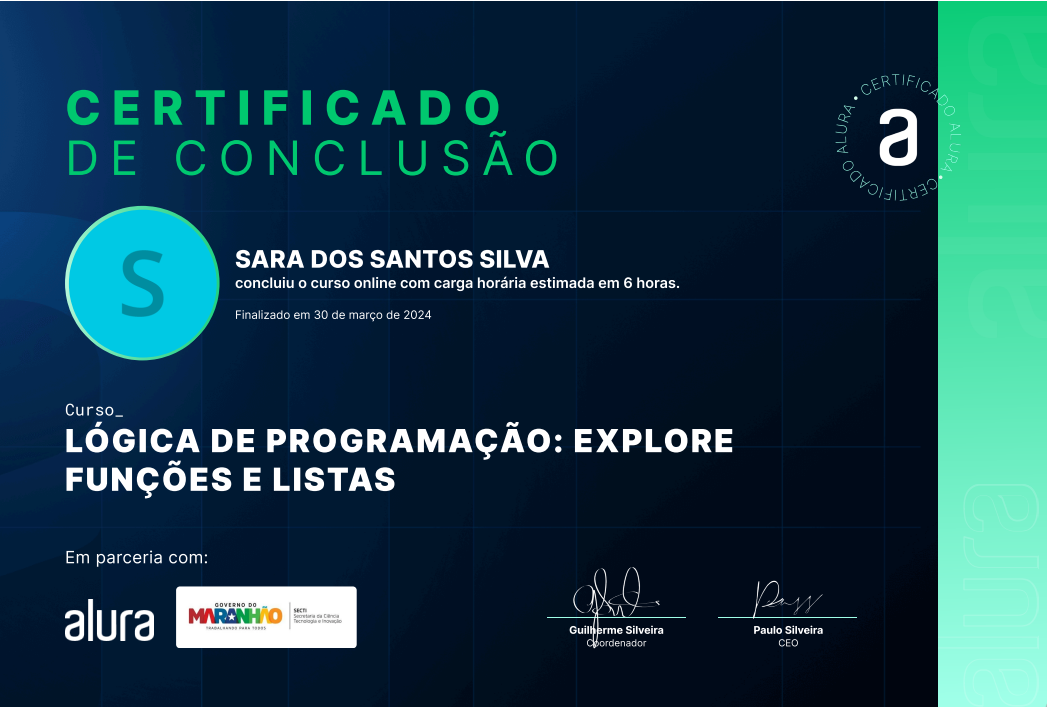 CERTIFICADO
DE CONCLUSÃO
CERTIFICADO ALURA • CERTIFICADO ALURA •
a
S
SARA DOS SANTOS SILVA
concluiu o curso online com carga horária estimada em 6 horas.
Finalizado em 30 de março de 2024
Curso_
LÓGICA DE PROGRAMAÇÃO: EXPLORE
FUNÇÕES E LISTAS
Em parceria com:
alura
GOVERNO DO
MARANHÃO
TRABALHANDO PARA TODOS
SECTI
Secretaria da Ciência
Tecnologia e Inovação
Guilherme Silveira
Coordenador
Paulo Silveira
CEO
alura
alura